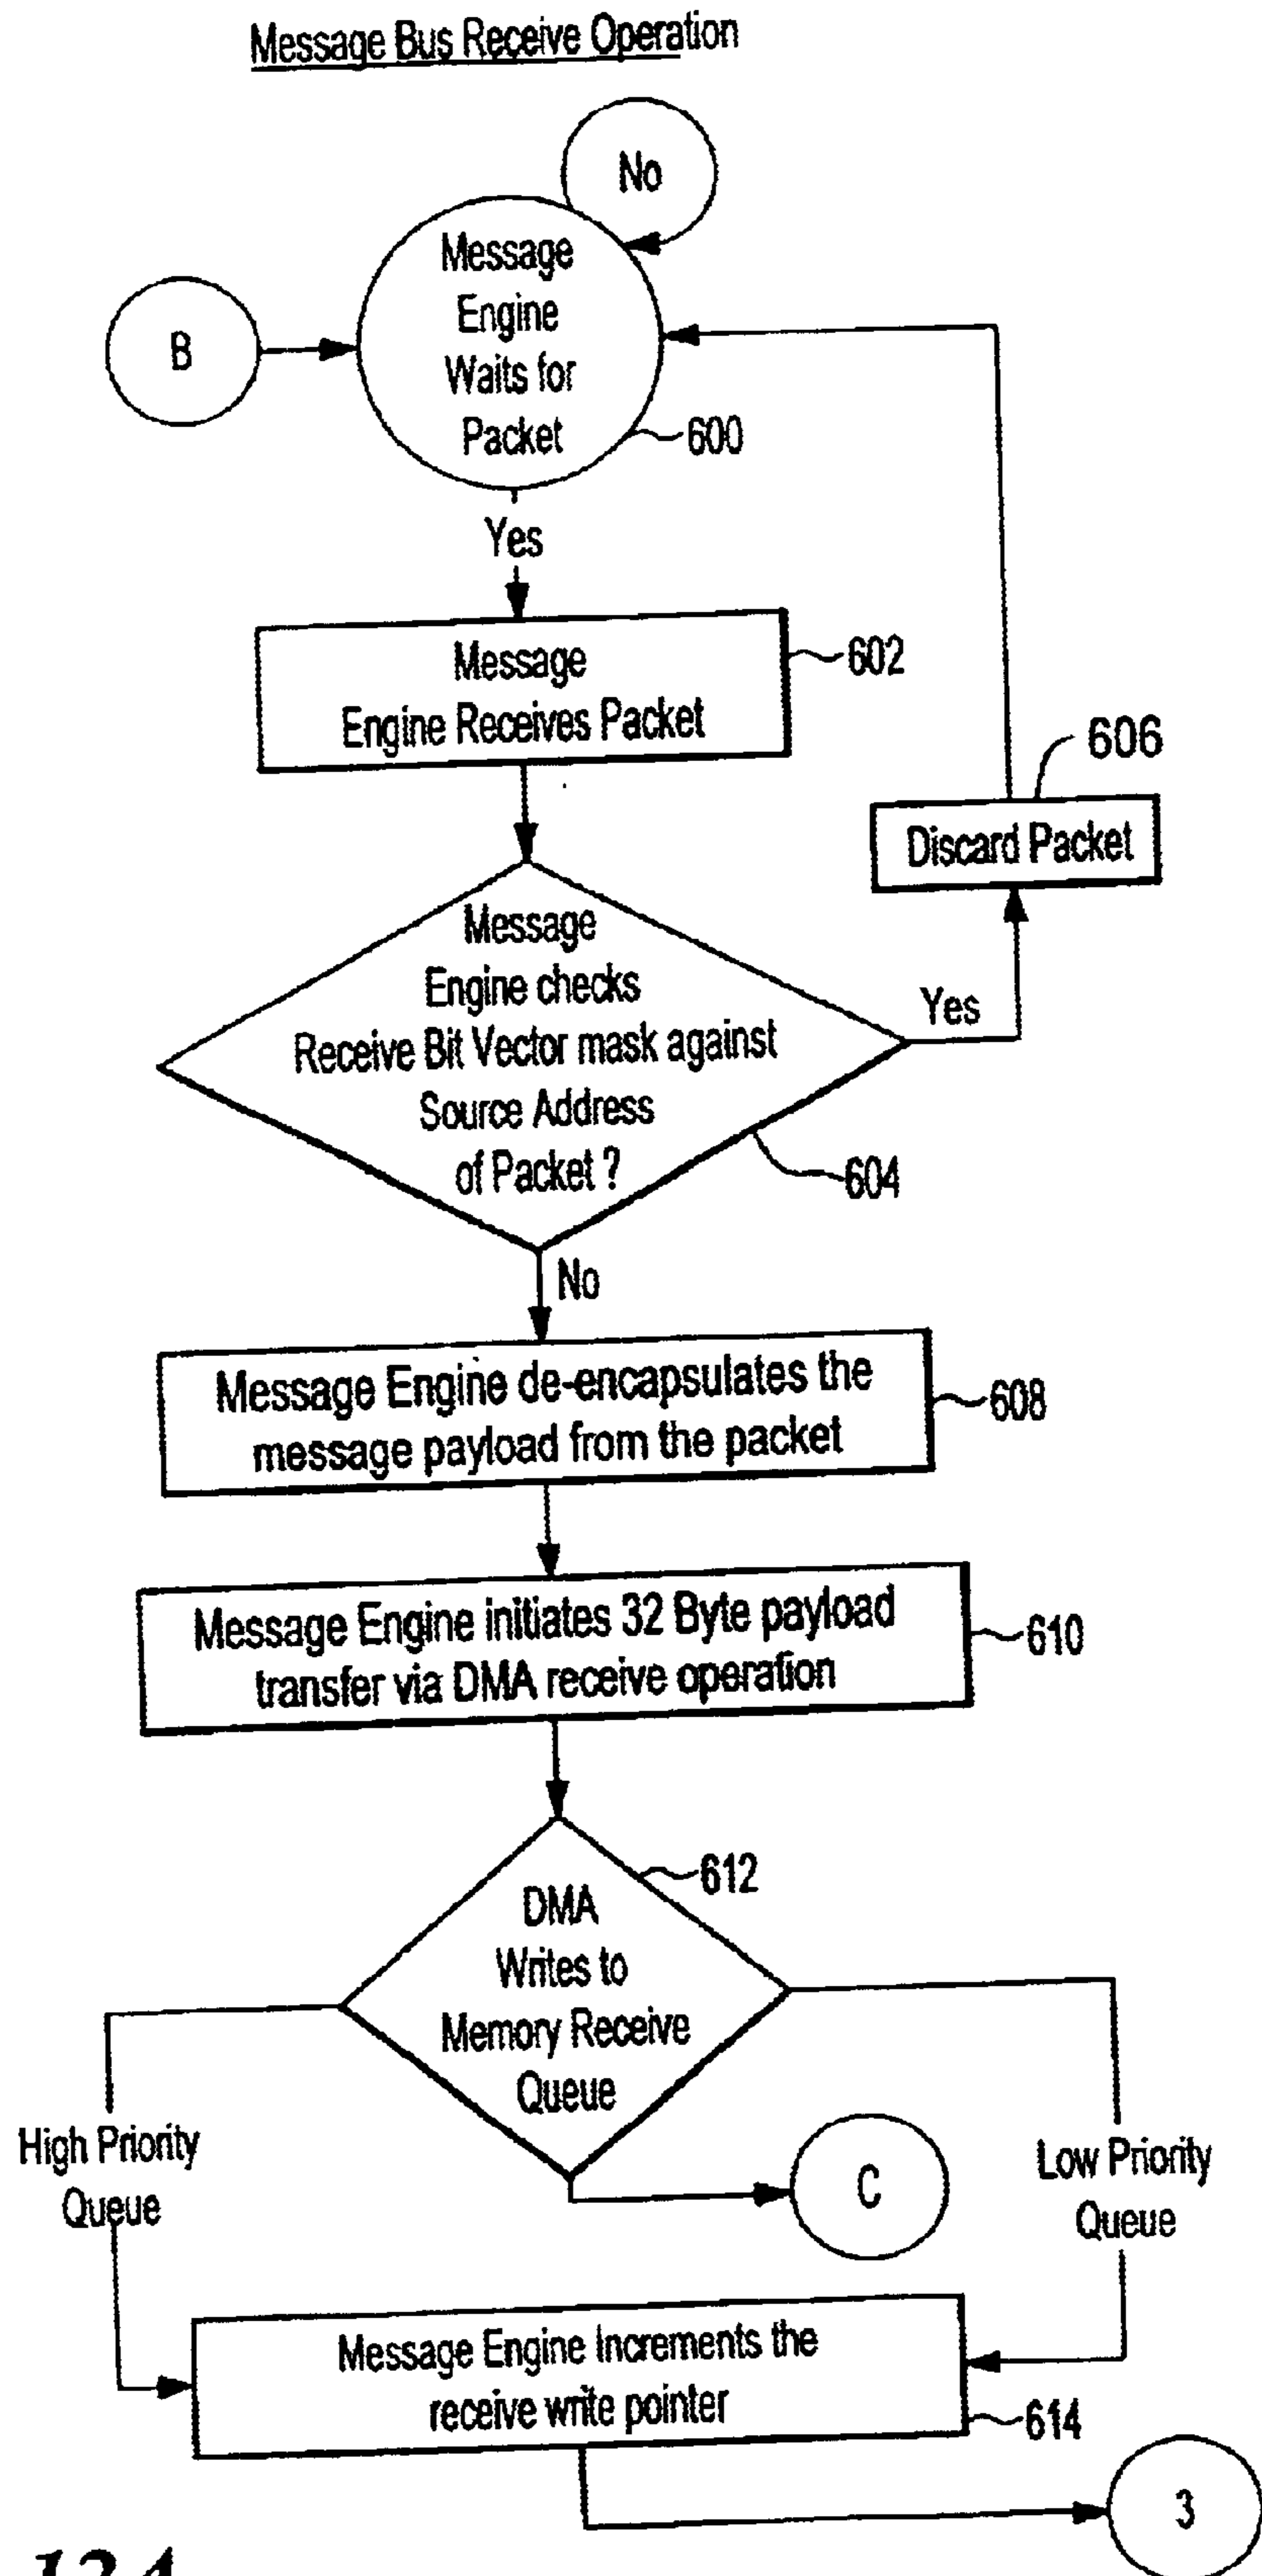 Message Bus Receive Operation
No
Message
Engine
Waits for
Packet
B
600
Yes
Message
Engine Receives Packet
602
606
Discard Packet
Message
Engine checks
Receive Bit Vector mask against
Source Address
of Packet ?
Yes
604
No
Message Engine de-encapsulates the
message payload from the packet
608
Message Engine initiates 32 Byte payload
transfer via DMA receive operation
610
612
DMA
Writes to
Memory Receive
Queue
High Priority
Queue
C
Low Priority
Queue
Message Engine Increments the
receive write pointer
614
3